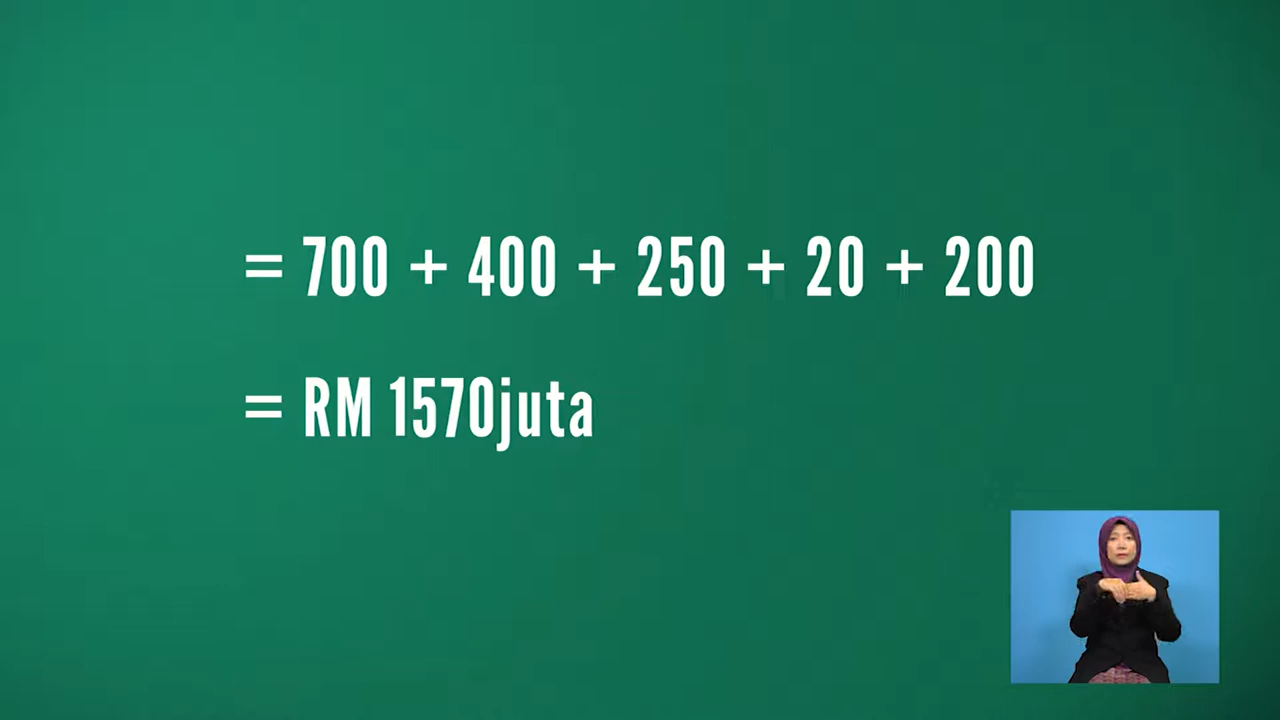 = 700 + 400 + 250 + 20 + 200
= RM 1570juta